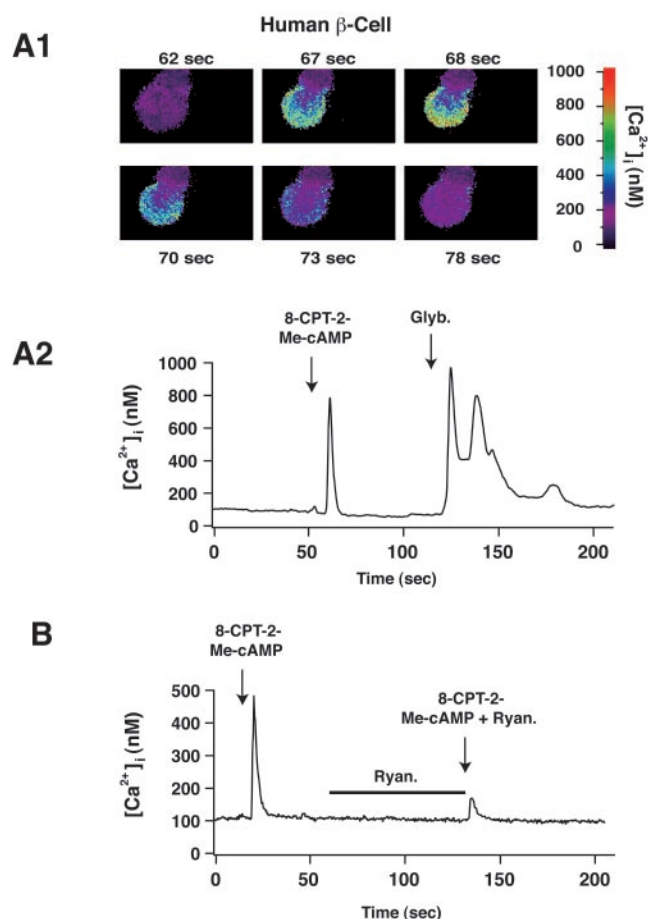 Human β-Cell
A1
62 sec 67 sec 68 sec
70 sec 73 sec 78 sec
1000
800
600
400
200
0
[Ca²⁺]ᵢ (nM)
A2
8-CPT-2-
Me-cAMP
Glyb.
1000
800
600
400
200
0
[Ca²⁺]ᵢ (nM)
0 50 100 150 200
Time (sec)
B
8-CPT-2-
Me-cAMP
8-CPT-2-
Me-cAMP + Ryan.
Ryan.
500
400
300
200
100
0
[Ca²⁺]ᵢ (nM)
0 50 100 150 200
Time (sec)